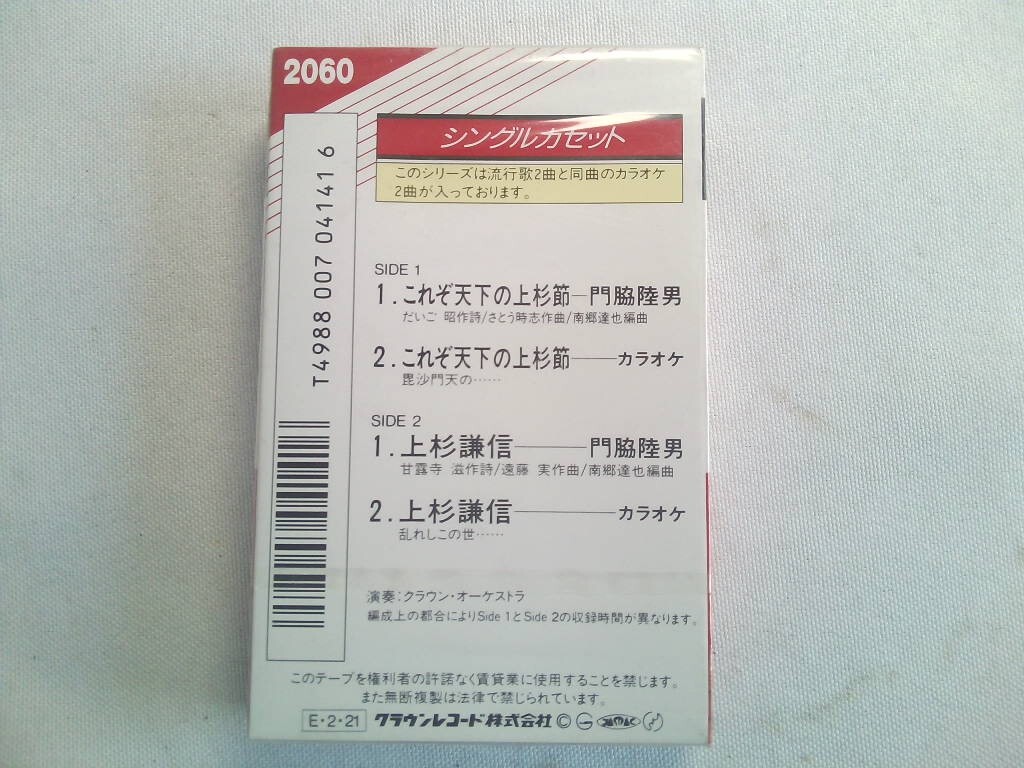 2060
シングルカセット
このシリーズは流行歌2曲と同曲のカラオケ
2曲が入っております。
T4988 007 04141 6
SIDE 1
1.これぞ天下の上杉節―門脇陸男
だいご 昭作詩/さとう時志作曲/南郷達也編曲
2.これぞ天下の上杉節――カラオケ
毘沙門天の……
SIDE 2
1.上杉謙信――門脇陸男
甘露寺 滋作詩/遠藤 実作曲/南郷達也編曲
2.上杉謙信――カラオケ
乱れしこの世……
演奏:クラウン・オーケストラ
編成上の都合によりSide 1とSide 2の収録時間が異なります。
このテープを権利者の許諾なく賃貸業に使用することを禁じます。
また無断複製は法律で禁じられています。
E・2・21 クラウンレコード株式会社 ©